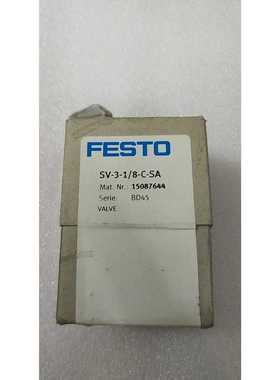 FESTO
SV-3-1/8-C-SA
Mat. Nr.: 15087644
Serie: BD45
VALVE